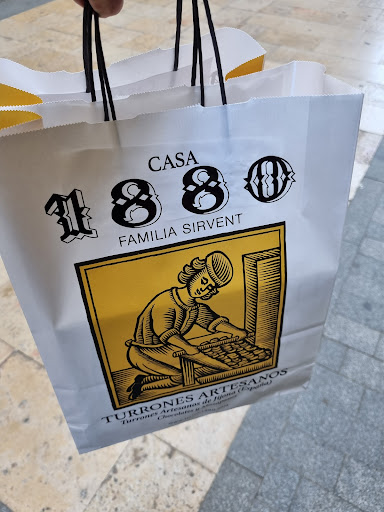 CASA
1880
FAMILIA SIRVENT
TURRONES ARTESANOS
Turrones Artesanos de Jijona (España)